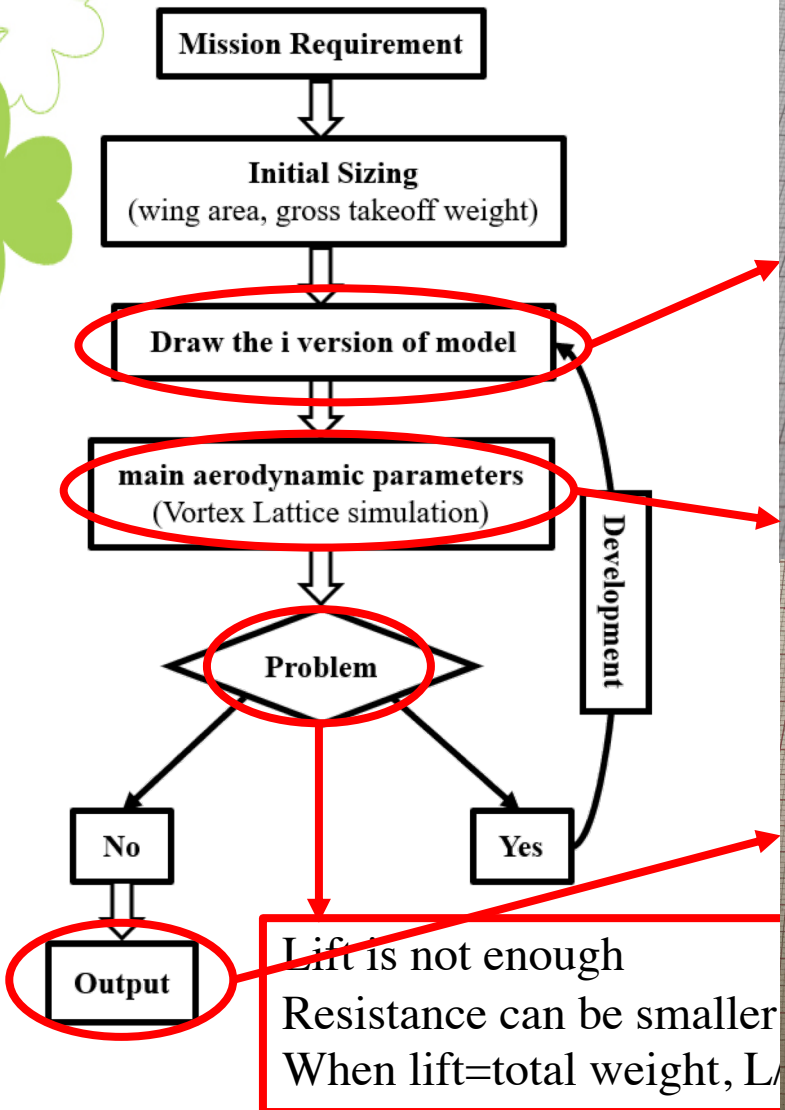 Mission Requirement
Initial Sizing
(wing area, gross takeoff weight)
Draw the i version of model
main aerodynamic parameters
(Vortex Lattice simulation)
Development
Problem
No
Yes
Output
Lift is not enough
Resistance can be smaller
When lift=total weight, L/